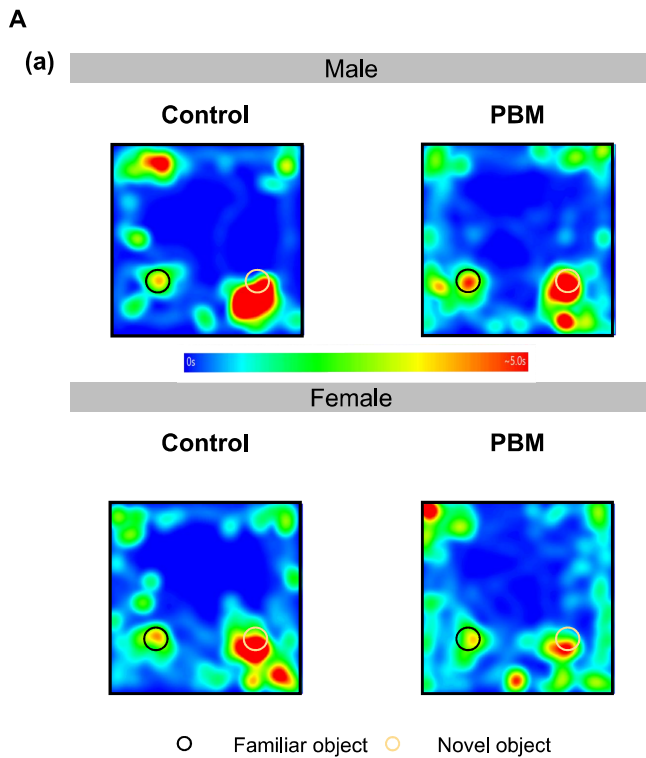 A
(a)
Male
Control PBM
0s ~5.0s
Female
Control PBM
Familiar object Novel object